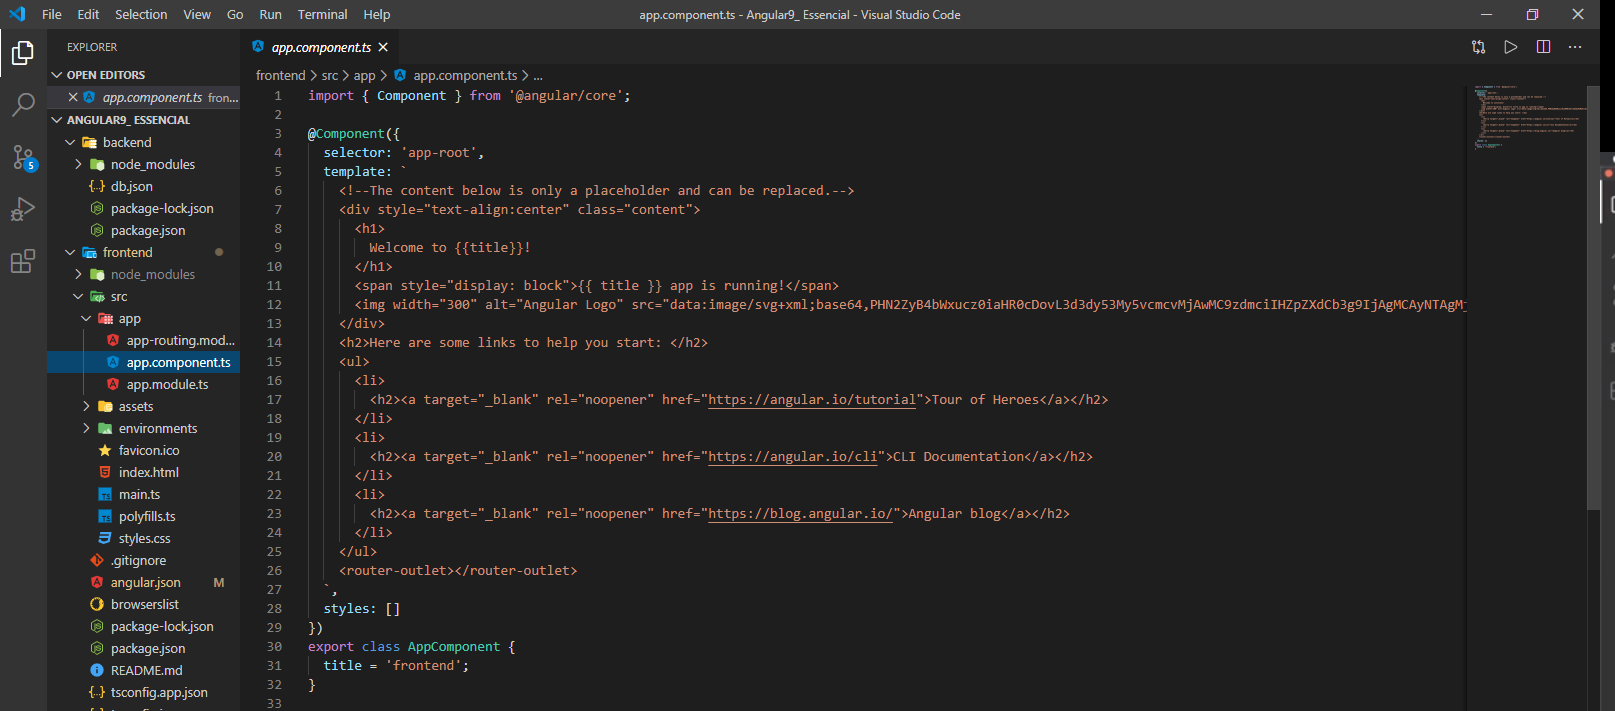 File Edit Selection View Go Run Terminal Help
app.component.ts - Angular9_ Essencial - Visual Studio Code
EXPLORER
OPEN EDITORS
app.component.ts fron...
ANGULAR9_ ESSENCIAL
backend
node_modules
db.json
package-lock.json
package.json
frontend
node_modules
src
app
app-routing.mod...
app.component.ts
app.module.ts
assets
environments
favicon.ico
index.html
main.ts
polyfills.ts
styles.css
.gitignore
angular.json M
browserslist
package-lock.json
package.json
README.md
tsconfig.app.json
5
app.component.ts
frontend > src > app > app.component.ts > ...
1 import { Component } from '@angular/core';
2
3 @Component({
4 selector: 'app-root',
5 template: `
6 <!--The content below is only a placeholder and can be replaced.-->
7 <div style="text-align:center" class="content">
8 <h1>
9 Welcome to {{title}}!
10 </h1>
11 <span style="display: block">{{ title }} app is running!</span>
12 <img width="300" alt="Angular Logo" src="data:image/svg+xml;base64,PHN2ZyB4bWxucz0iaHR0cDovL3d3dy53My5vcmcvMjAwMC9zdmciIHZpZXdCb3g9IjAgMCAyNTAgMj
13 </div>
14 <h2>Here are some links to help you start: </h2>
15 <ul>
16 <li>
17 <h2><a target="_blank" rel="noopener" href="https://angular.io/tutorial">Tour of Heroes</a></h2>
18 </li>
19 <li>
20 <h2><a target="_blank" rel="noopener" href="https://angular.io/cli">CLI Documentation</a></h2>
21 </li>
22 <li>
23 <h2><a target="_blank" rel="noopener" href="https://blog.angular.io/">Angular blog</a></h2>
24 </li>
25 </ul>
26 <router-outlet></router-outlet>
27 `,
28 styles: []
29 })
30 export class AppComponent {
31 title = 'frontend';
32 }
33